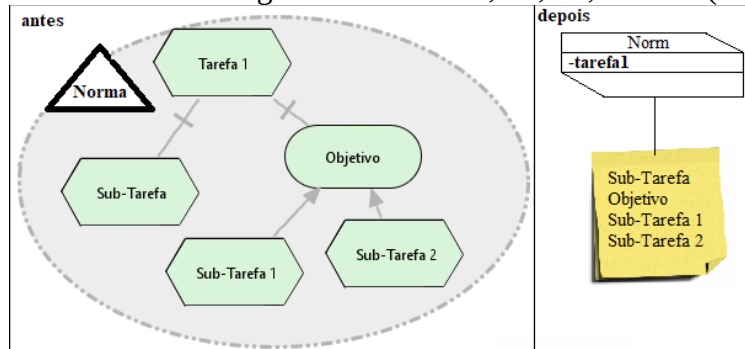 antes
Tarefa 1
Norma
Objetivo
Sub-Tarefa
Sub-Tarefa 2
Sub-Tarefa 1
depois
Norm
-tarefa1
Sub-Tarefa
Objetivo
Sub-Tarefa 1
Sub-Tarefa 2